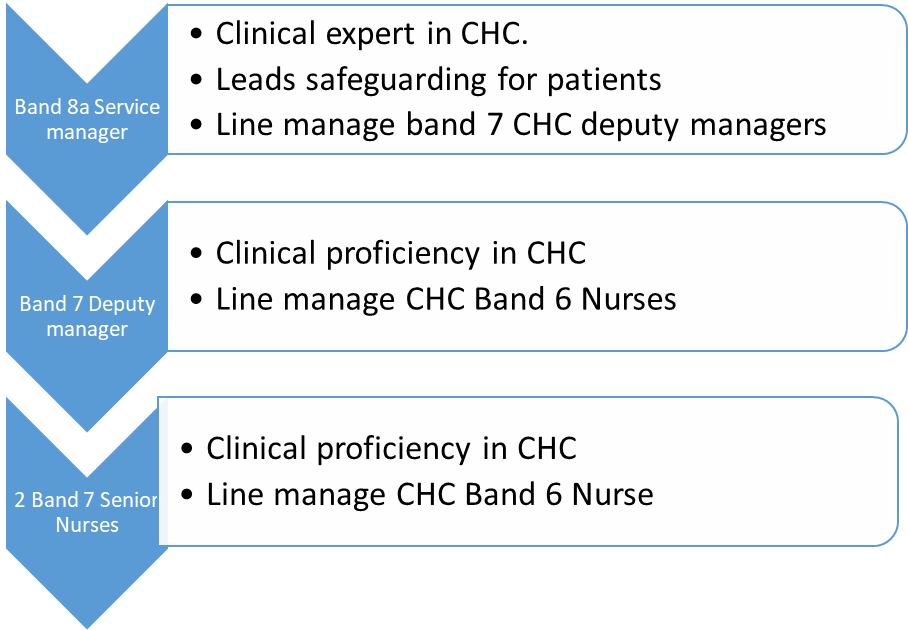 Band 8a Service
manager
• Clinical expert in CHC.
• Leads safeguarding for patients
• Line manage band 7 CHC deputy managers
Band 7 Deputy
manager
• Clinical proficiency in CHC
• Line manage CHC Band 6 Nurses
2 Band 7 Senior
Nurses
• Clinical proficiency in CHC
• Line manage CHC Band 6 Nurse